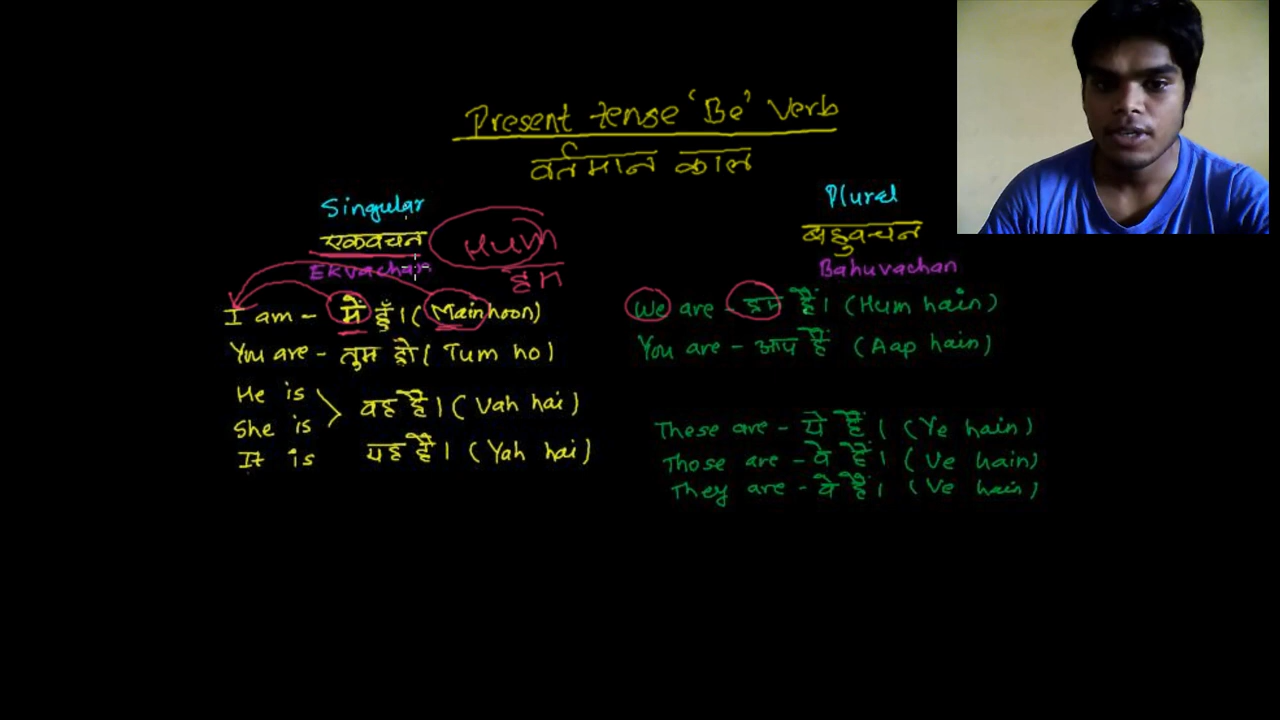 Present tense 'Be' Verb
वर्तमान काल
Singular
एकवचन
Ekvachan
Hum
हम
I am - मैं हूँ। (Main hoon)
You are - तुम हो ( Tum ho )
He is
She is
वह है। ( Vah hai )
It is
यह है। ( Yah hai )
Plural
बहुवचन
Bahuvachan
We are - हम हैं। (Hum hain)
You are - आप हैं (Aap hain)
These are - ये हैं। (Ye hain)
Those are - वे हैं। (Ve hain)
They are - वे हैं। (Ve hain)